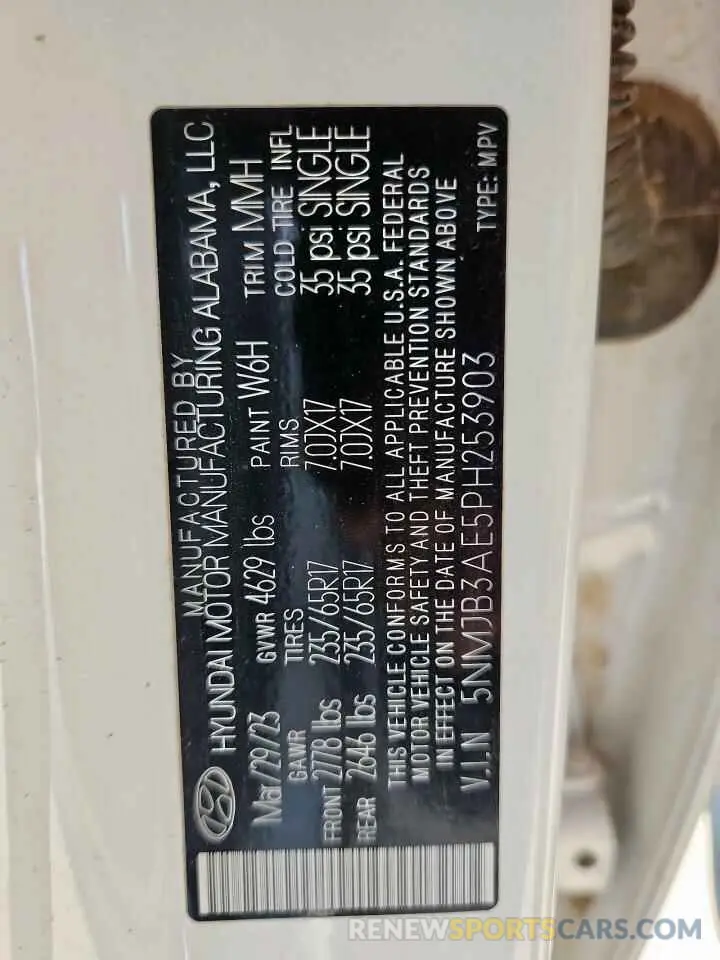 MANUFACTURED BY
HYUNDAI MOTOR MANUFACTURING ALABAMA, LLC
Mar/29/23 GVWR 4629 lbs PAINT W6H TRIM MMH
GAWR TIRES RIMS COLD TIRE INFL
FRONT 2778 lbs 235/65R17 7.0JX17 35 psi SINGLE
REAR 2646 lbs 235/65R17 7.0JX17 35 psi SINGLE
THIS VEHICLE CONFORMS TO ALL APPLICABLE U.S.A. FEDERAL
MOTOR VEHICLE SAFETY AND THEFT PREVENTION STANDARDS
IN EFFECT ON THE DATE OF MANUFACTURE SHOWN ABOVE
V.I.N 5NMJB3AE5PH253903 TYPE: MPV
RENEWSPORTSCARS.COM